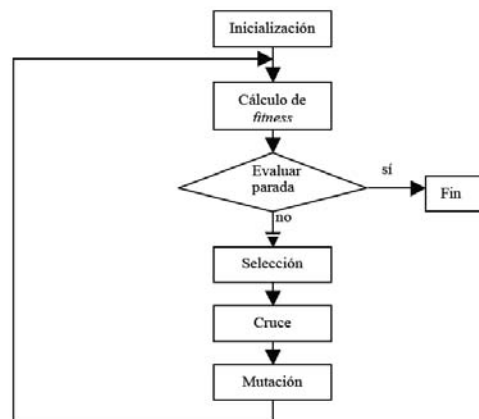 Inicialización
Cálculo de
fitness
Evaluar
parada
sí
Fin
no
Selección
Cruce
Mutación